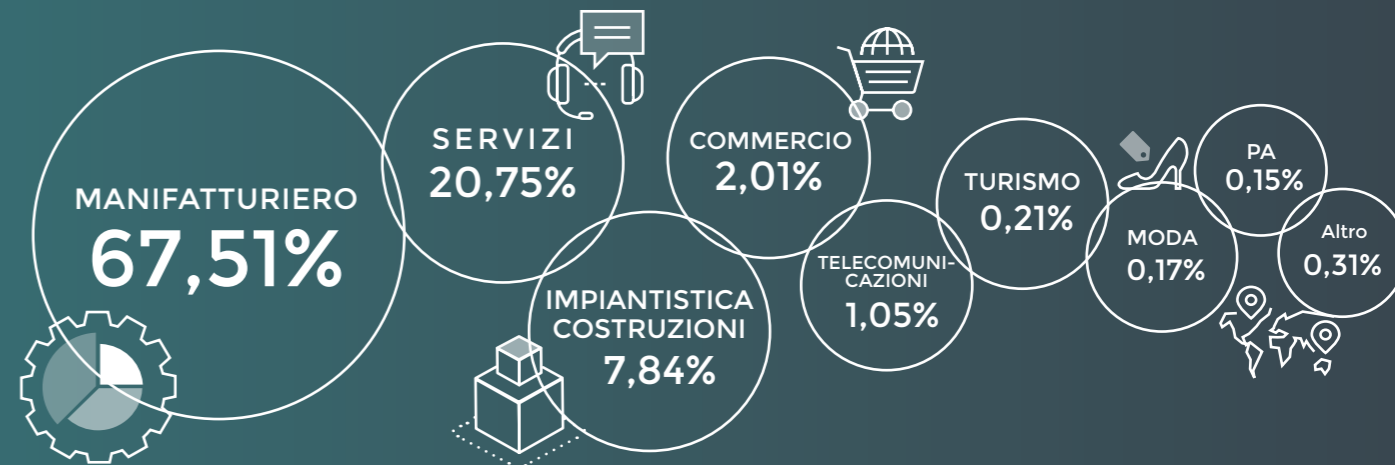 MANIFATTURIERO
67,51%
SERVIZI
20,75%
IMPIANTISTICA
COSTRUZIONI
7,84%
COMMERCIO
2,01%
TELECOMUNI-
CAZIONI
1,05%
TURISMO
0,21%
MODA
0,17%
PA
0,15%
Altro
0,31%